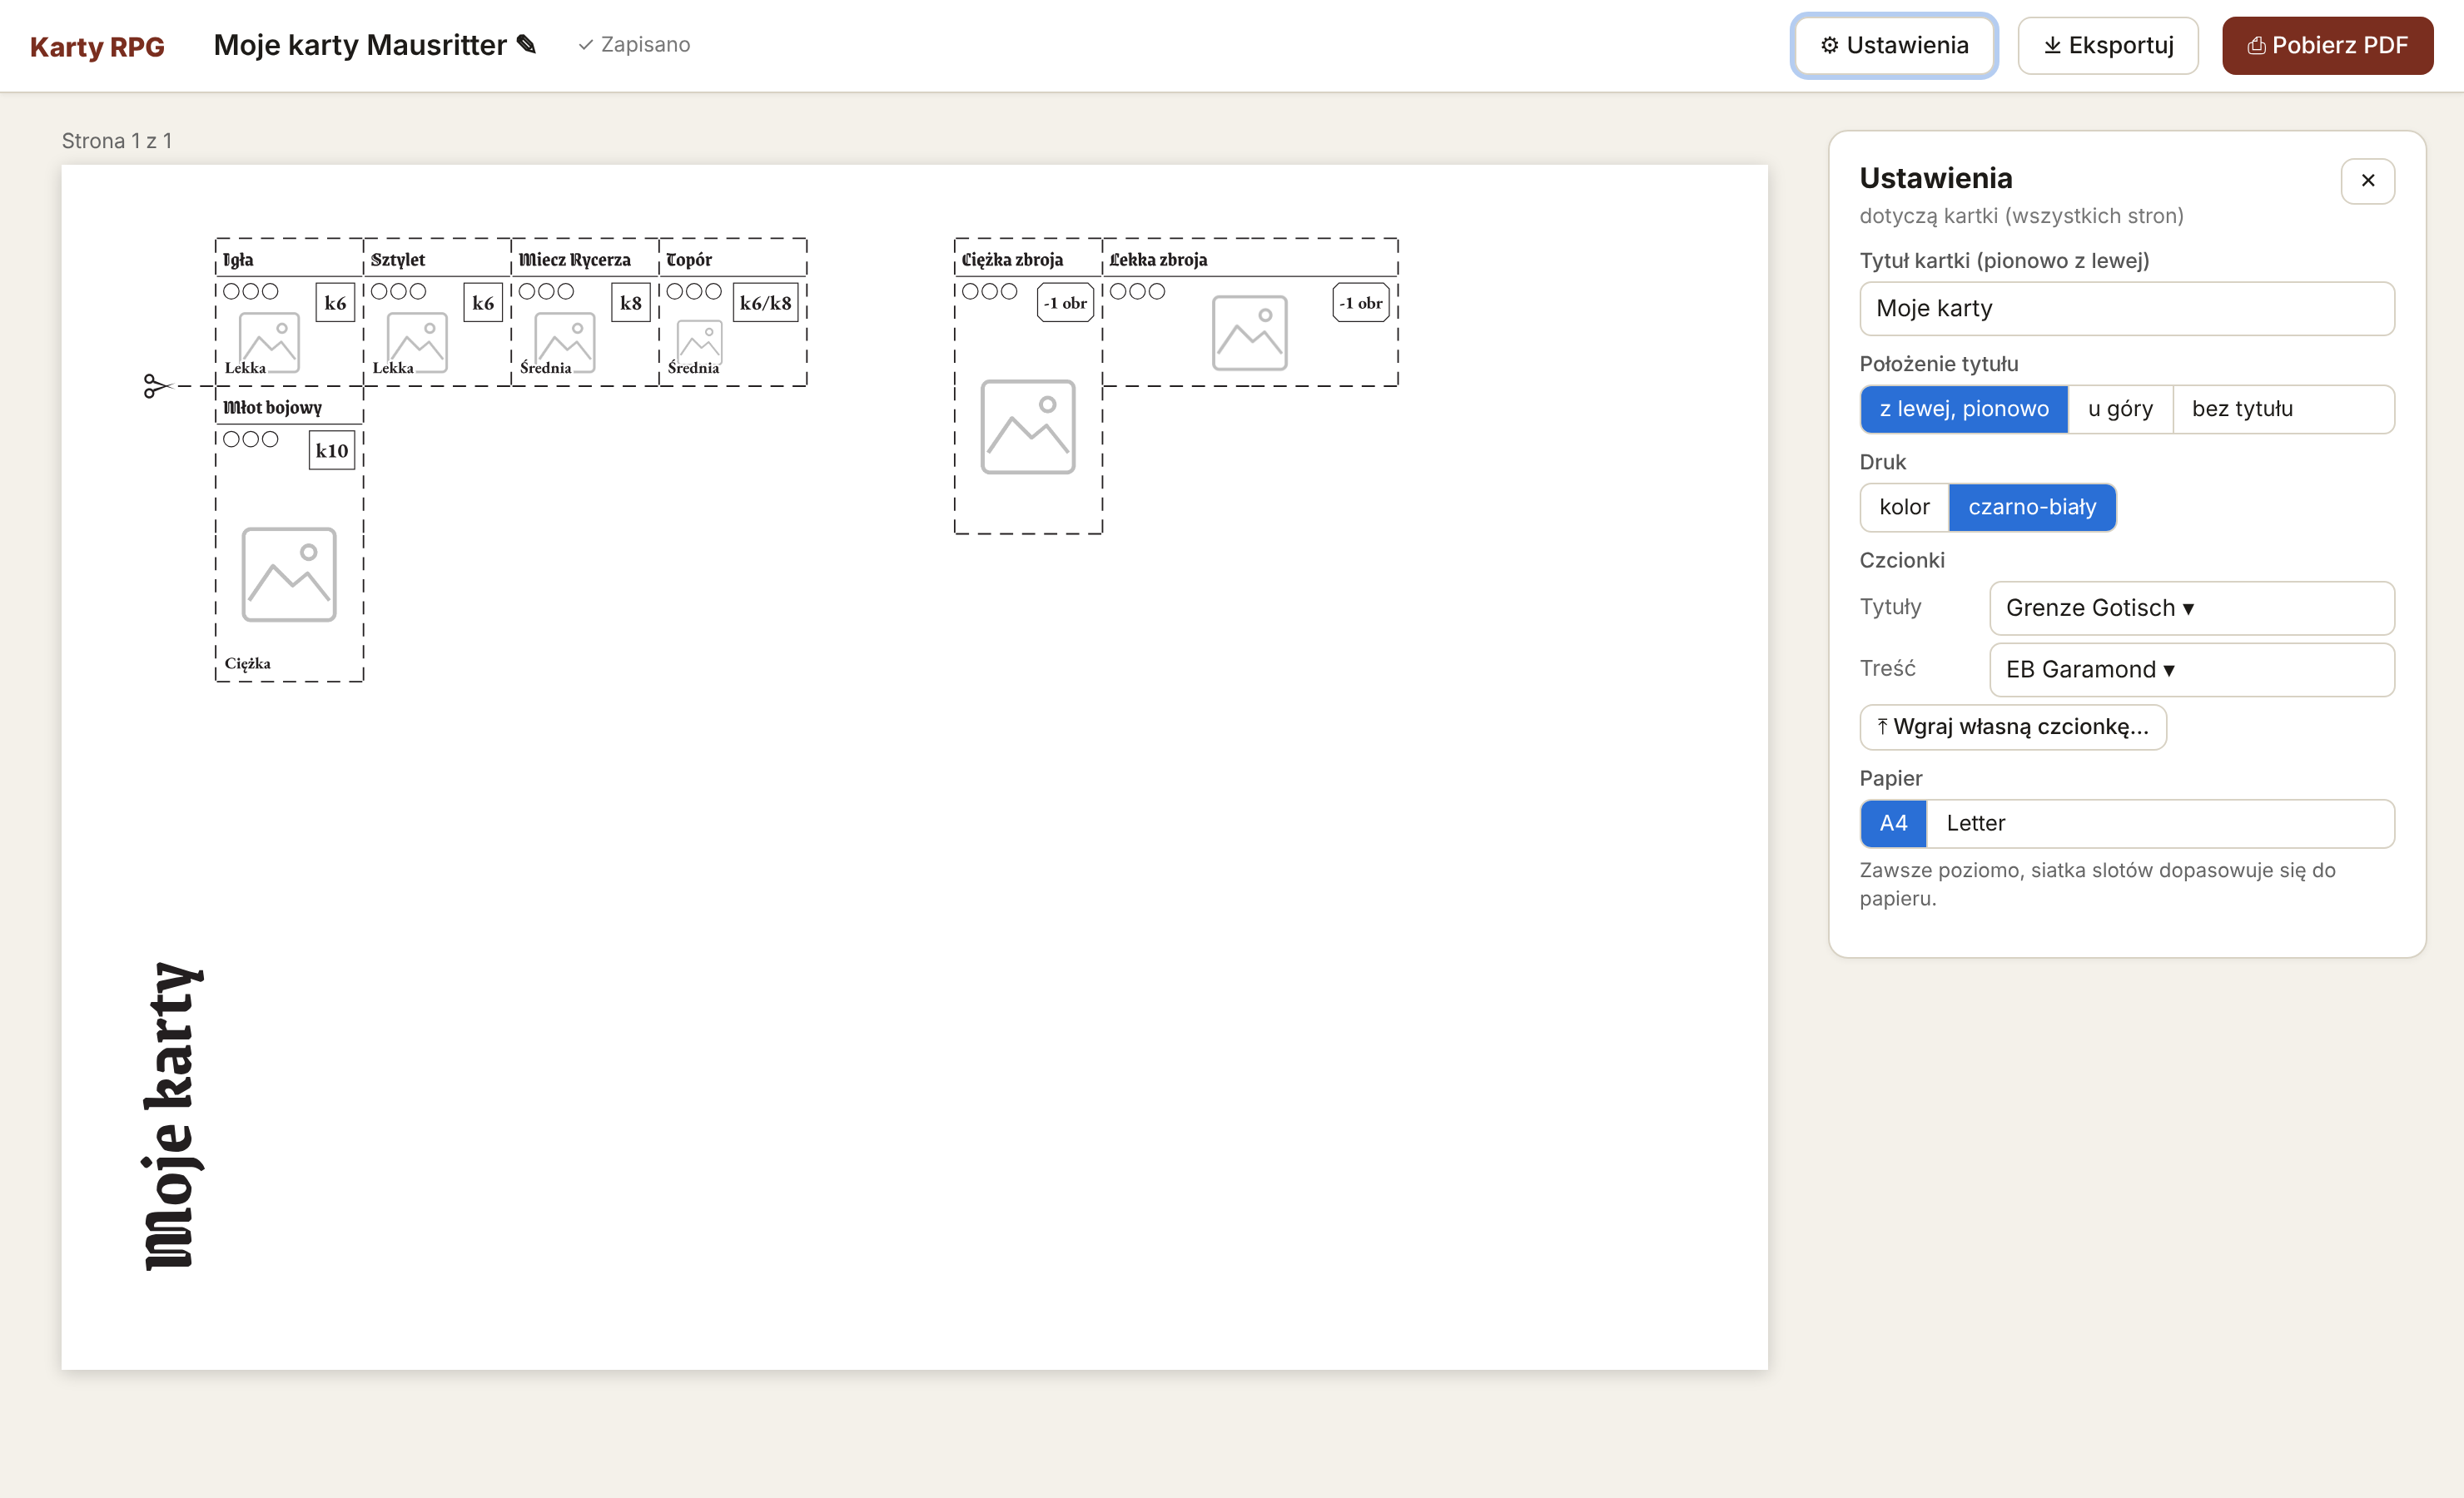 Karty RPG
Moje karty Mausritter ✎
✓ Zapisano
⚙ Ustawienia
Eksportuj
Pobierz PDF
Strona 1 z 1
Igła
Sztylet
Miecz Rycerza
Topór
k6
k6
k8
k6/k8
Lekka
Lekka
Średnia
Średnia
Młot bojowy
k10
Ciężka
Ciężka zbroja
Lekka zbroja
-1 obr
-1 obr
Moje karty
Ustawienia
×
dotyczą kartki (wszystkich stron)
Tytuł kartki (pionowo z lewej)
Moje karty
Położenie tytułu
z lewej, pionowo
u góry
bez tytułu
Druk
kolor
czarno-biały
Czcionki
Tytuły
Grenze Gotisch ▾
Treść
EB Garamond ▾
Wgraj własną czcionkę...
Papier
A4
Letter
Zawsze poziomo, siatka slotów dopasowuje się do
papieru.